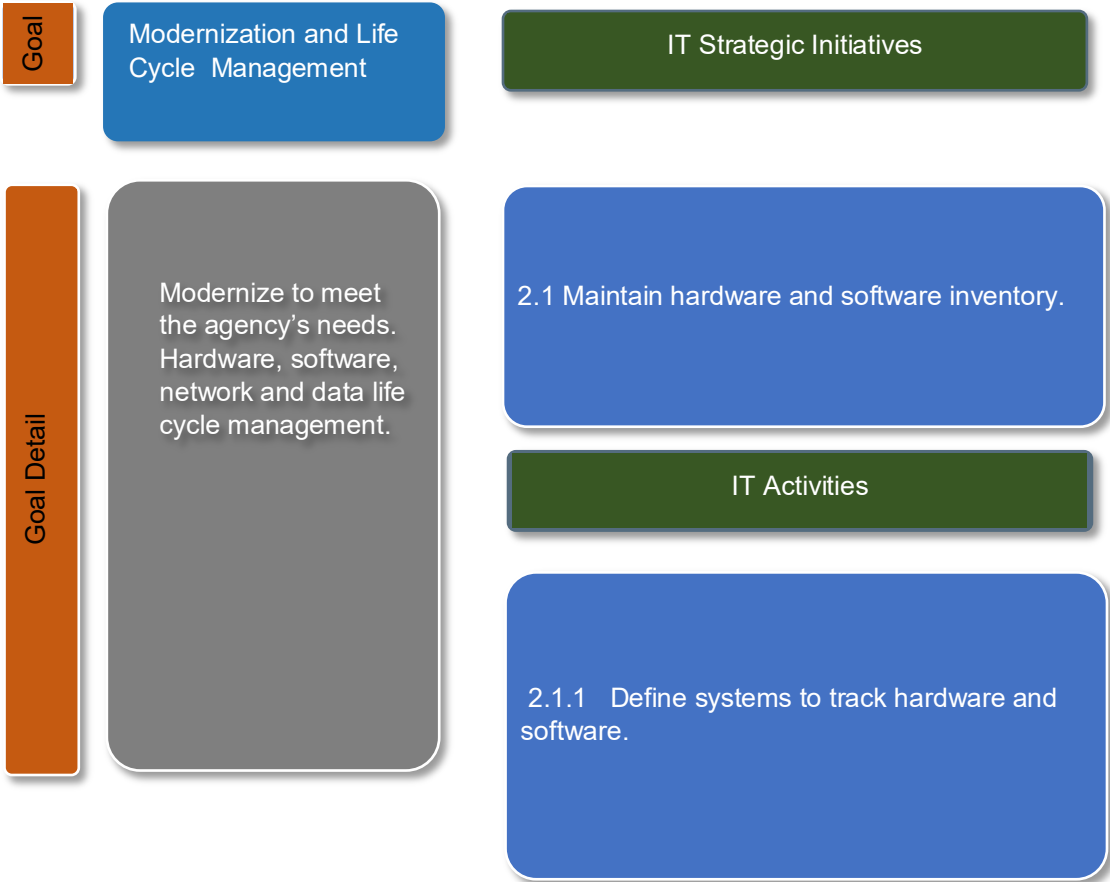 Goal
Modernization and Life
Cycle Management
IT Strategic Initiatives
Goal Detail
Modernize to meet
the agency’s needs.
Hardware, software,
network and data life
cycle management.
2.1 Maintain hardware and software inventory.
IT Activities
2.1.1 Define systems to track hardware and
software.